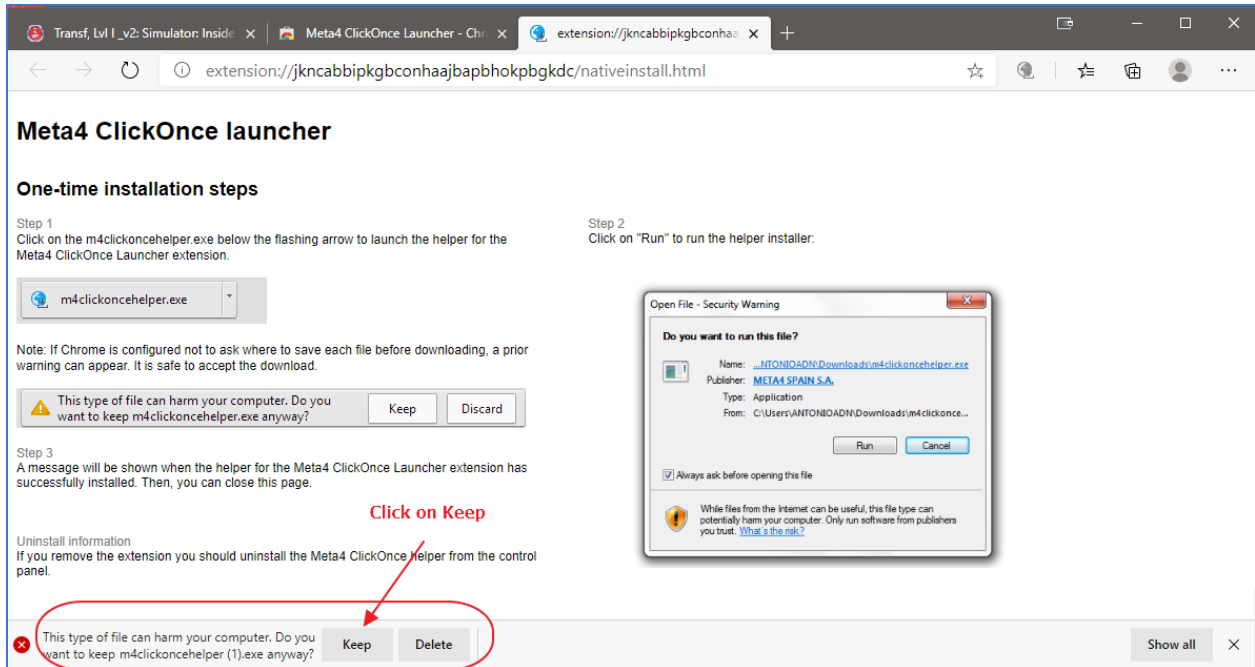 Transf, Lvl I _v2: Simulator: Inside
Meta4 ClickOnce Launcher - Chr
extension://jkncabbipkgbconhaa
extension://jkncabbipkgbconhaajbapbhokpbgkdc/nativeinstall.html
Meta4 ClickOnce launcher
One-time installation steps
Step 1
Click on the m4clickoncehelper.exe below the flashing arrow to launch the helper for the
Meta4 ClickOnce Launcher extension.
m4clickoncehelper.exe
Note: If Chrome is configured not to ask where to save each file before downloading, a prior
warning can appear. It is safe to accept the download.
This type of file can harm your computer. Do you
want to keep m4clickoncehelper.exe anyway?
Keep
Discard
Step 3
A message will be shown when the helper for the Meta4 ClickOnce Launcher extension has
successfully installed. Then, you can close this page.
Click on Keep
Uninstall information
If you remove the extension you should uninstall the Meta4 ClickOnce helper from the control
panel.
Step 2
Click on "Run" to run the helper installer:
Open File - Security Warning
Do you want to run this file?
Name: ...NTONIOADN\Downloads\m4clickoncehelper.exe
Publisher: META4 SPAIN S.A.
Type: Application
From: C:\Users\ANTONIOADN\Downloads\m4clickonce...
Run
Cancel
Always ask before opening this file
While files from the Internet can be useful, this file type can
potentially harm your computer. Only run software from publishers
you trust. What's the risk?
This type of file can harm your computer. Do you
want to keep m4clickoncehelper (1).exe anyway?
Keep
Delete
Show all